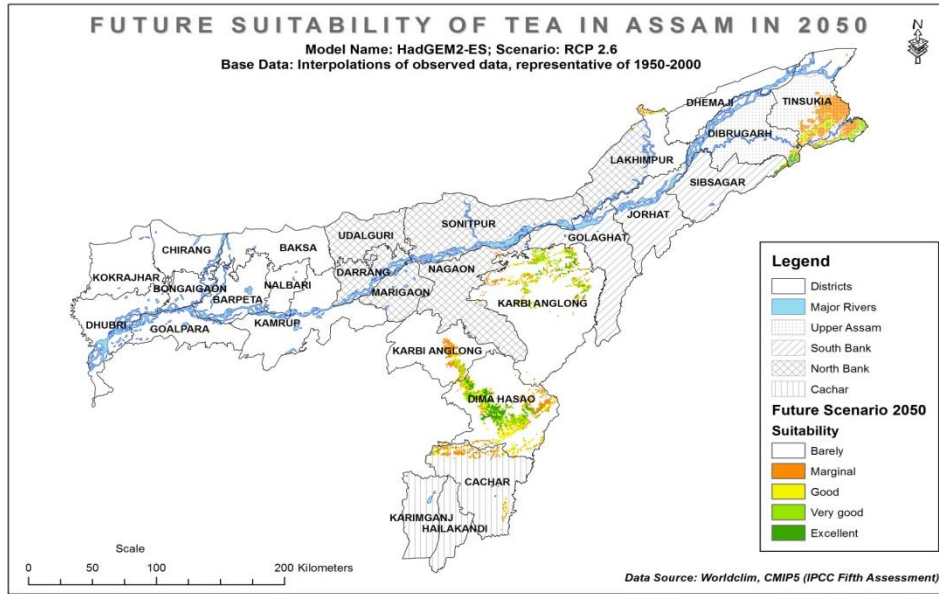 FUTURE SUITABILITY OF TEA IN ASSAM IN 2050
Model Name: HadGEM2-ES; Scenario: RCP 2.6
Base Data: Interpolations of observed data, representative of 1950-2000
N
DHEMAJI
TINSUKIA
DIBRUGARH
LAKHIMPUR
SIBSAGAR
JORHAT
SONITPUR
GOLAGHAT
UDALGURI
BAKSA
CHIRANG
KOKRAJHAR
DARRANG
NAGAON
BONGAIGAON
NALBARI
BARPETA
MARIGAON
KARBI ANGLONG
DHUBRI
GOALPARA
KAMRUP
KARBI ANGLONG
DIMA HASAO
CACHAR
KARIMGANJ
HAILAKANDI
Legend
Districts
Major Rivers
Upper Assam
South Bank
North Bank
Cachar
Future Scenario 2050
Suitability
Barely
Marginal
Good
Very good
Excellent
Scale
0 50 100 200 Kilometers
Data Source: Worldclim, CMIP5 (IPCC Fifth Assessment)